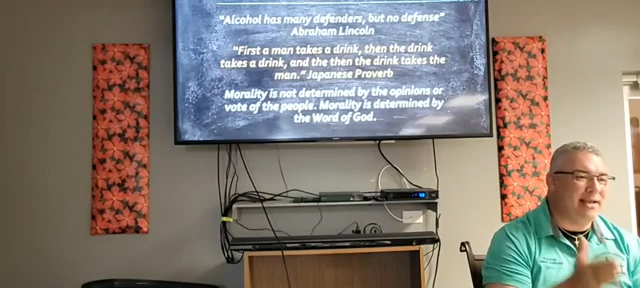 "Alcohol has many defenders, but no defense"
Abraham Lincoln
"First a man takes a drink, then the drink
takes a drink, and the then the drink takes the
man." Japanese Proverb
Morality is not determined by the opinions or
vote of the people. Morality is determined by
the Word of God.